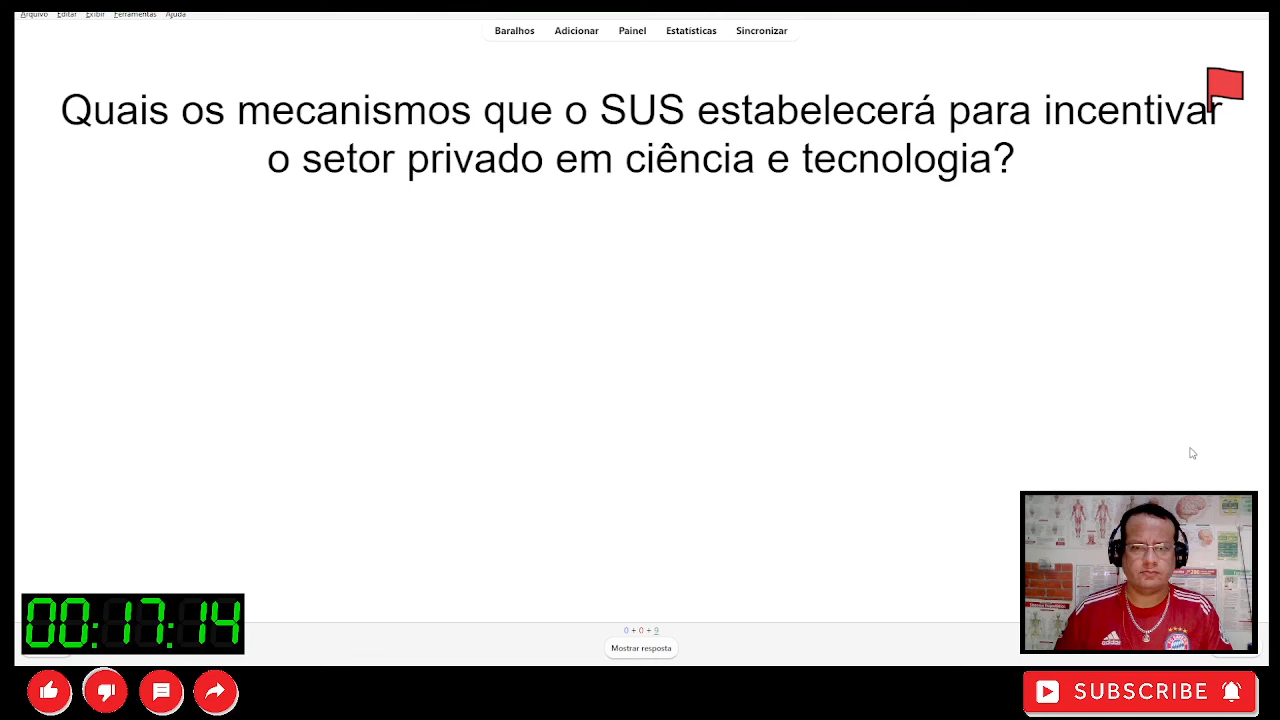 Arquivo Editar Exibir Ferramentas Ajuda
Baralhos Adicionar Painel Estatísticas Sincronizar
Quais os mecanismos que o SUS estabelecerá para incentivar
o setor privado em ciência e tecnologia?
00:17:14
0 + 0 + 9
Mostrar resposta
adidas
SUBSCRIBE